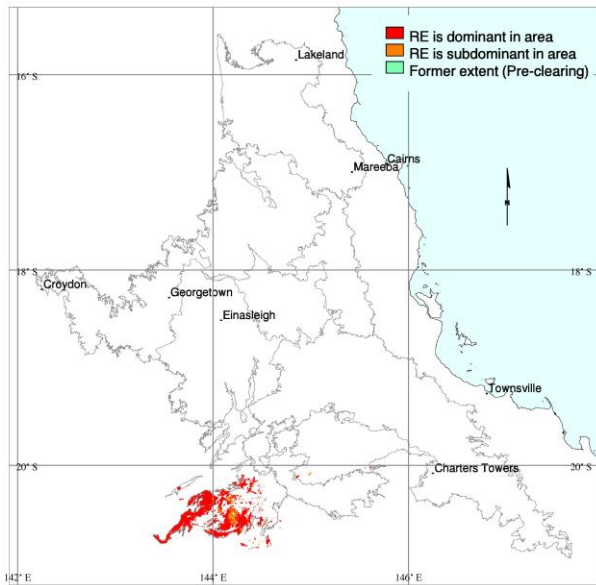 RE is dominant in area
RE is subdominant in area
Former extent (Pre-clearing)
Lakeland
16° S
Cairns
Mareeba
N
18° S
18° S
Croydon
Georgetown
Einasleigh
Townsville
20° S
Charters Towers
20° S
142° E
144° E
146° E